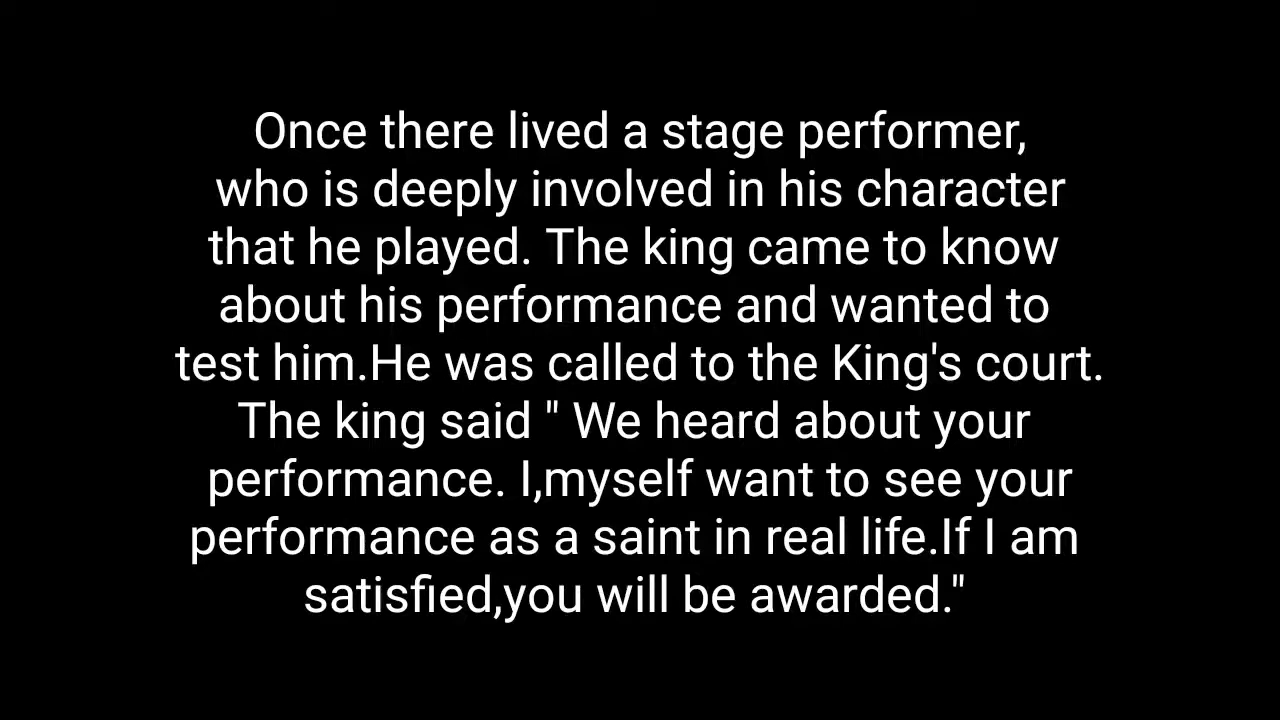 Once there lived a stage performer,
who is deeply involved in his character
that he played. The king came to know
about his performance and wanted to
test him.He was called to the King's court.
The king said " We heard about your
performance. I,myself want to see your
performance as a saint in real life.If I am
satisfied,you will be awarded."